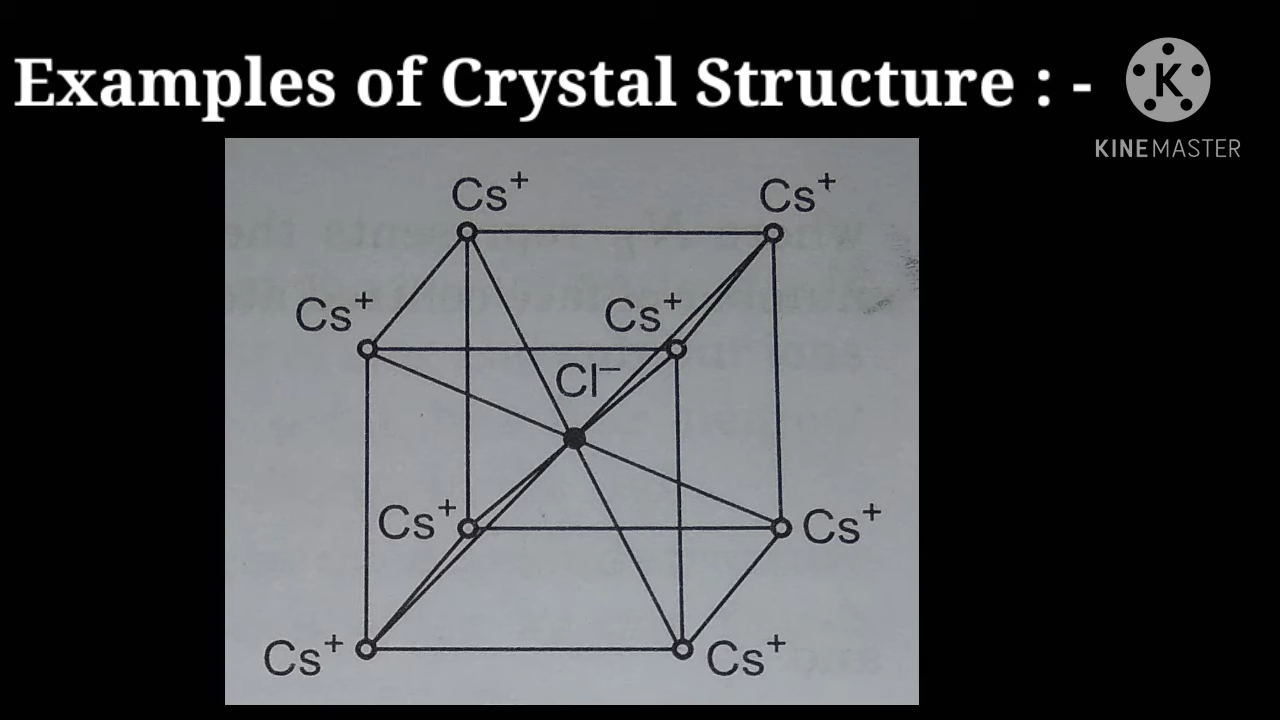 Examples of Crystal Structure : -
K
KINEMASTER
Cs⁺ Cs⁺
Cs⁺ Cs⁺
Cl⁻
Cs⁺ Cs⁺
Cs⁺ Cs⁺